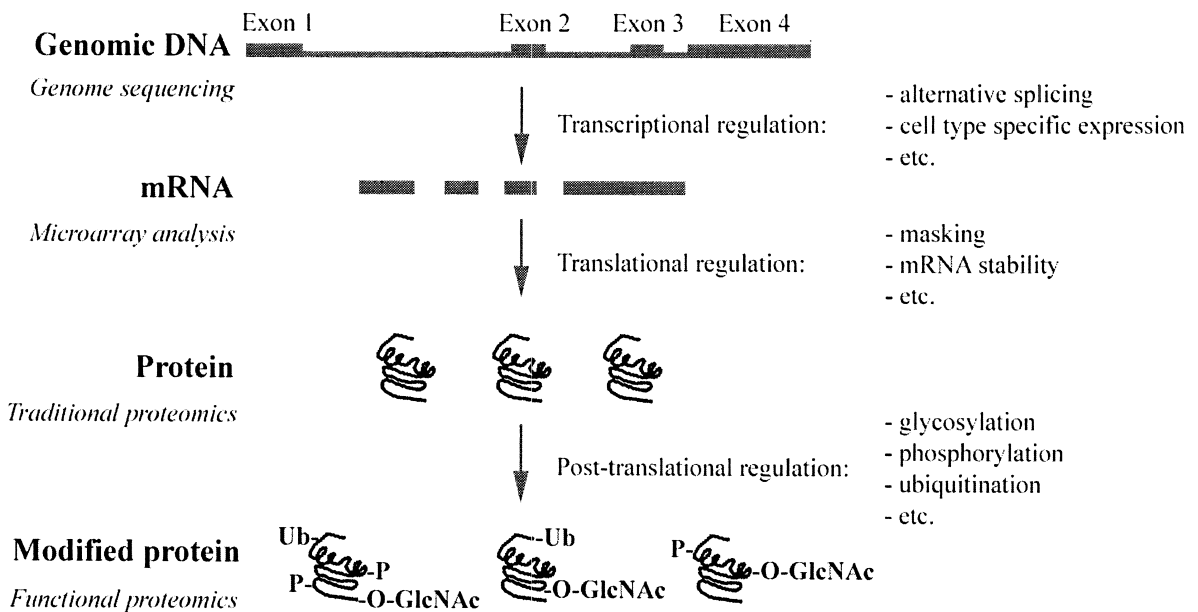 Exon 1 Exon 2 Exon 3 Exon 4
Genomic DNA
Genome sequencing
- alternative splicing
Transcriptional regulation:
- cell type specific expression
- etc.
mRNA
Microarray analysis
- masking
Translational regulation:
- mRNA stability
- etc.
Protein
Traditional proteomics
- glycosylation
- phosphorylation
Post-translational regulation:
- ubiquitination
- etc.
Ub- -Ub
Modified protein
P- -O-GlcNAc
-P
P- -O-GlcNAc
-O-GlcNAc
Functional proteomics